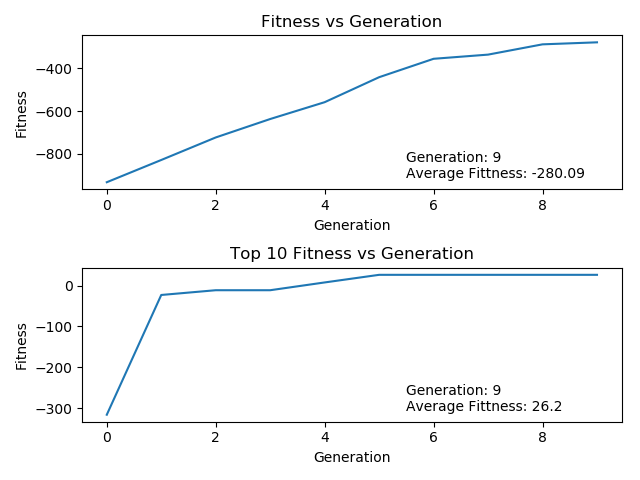 Fitness vs Generation
−400
−600
−800
Fitness
Generation: 9
Average Fittness: -280.09
0 2 4 6 8
Generation
Top 10 Fitness vs Generation
0
−100
−200
−300
Fitness
Generation: 9
Average Fittness: 26.2
0 2 4 6 8
Generation